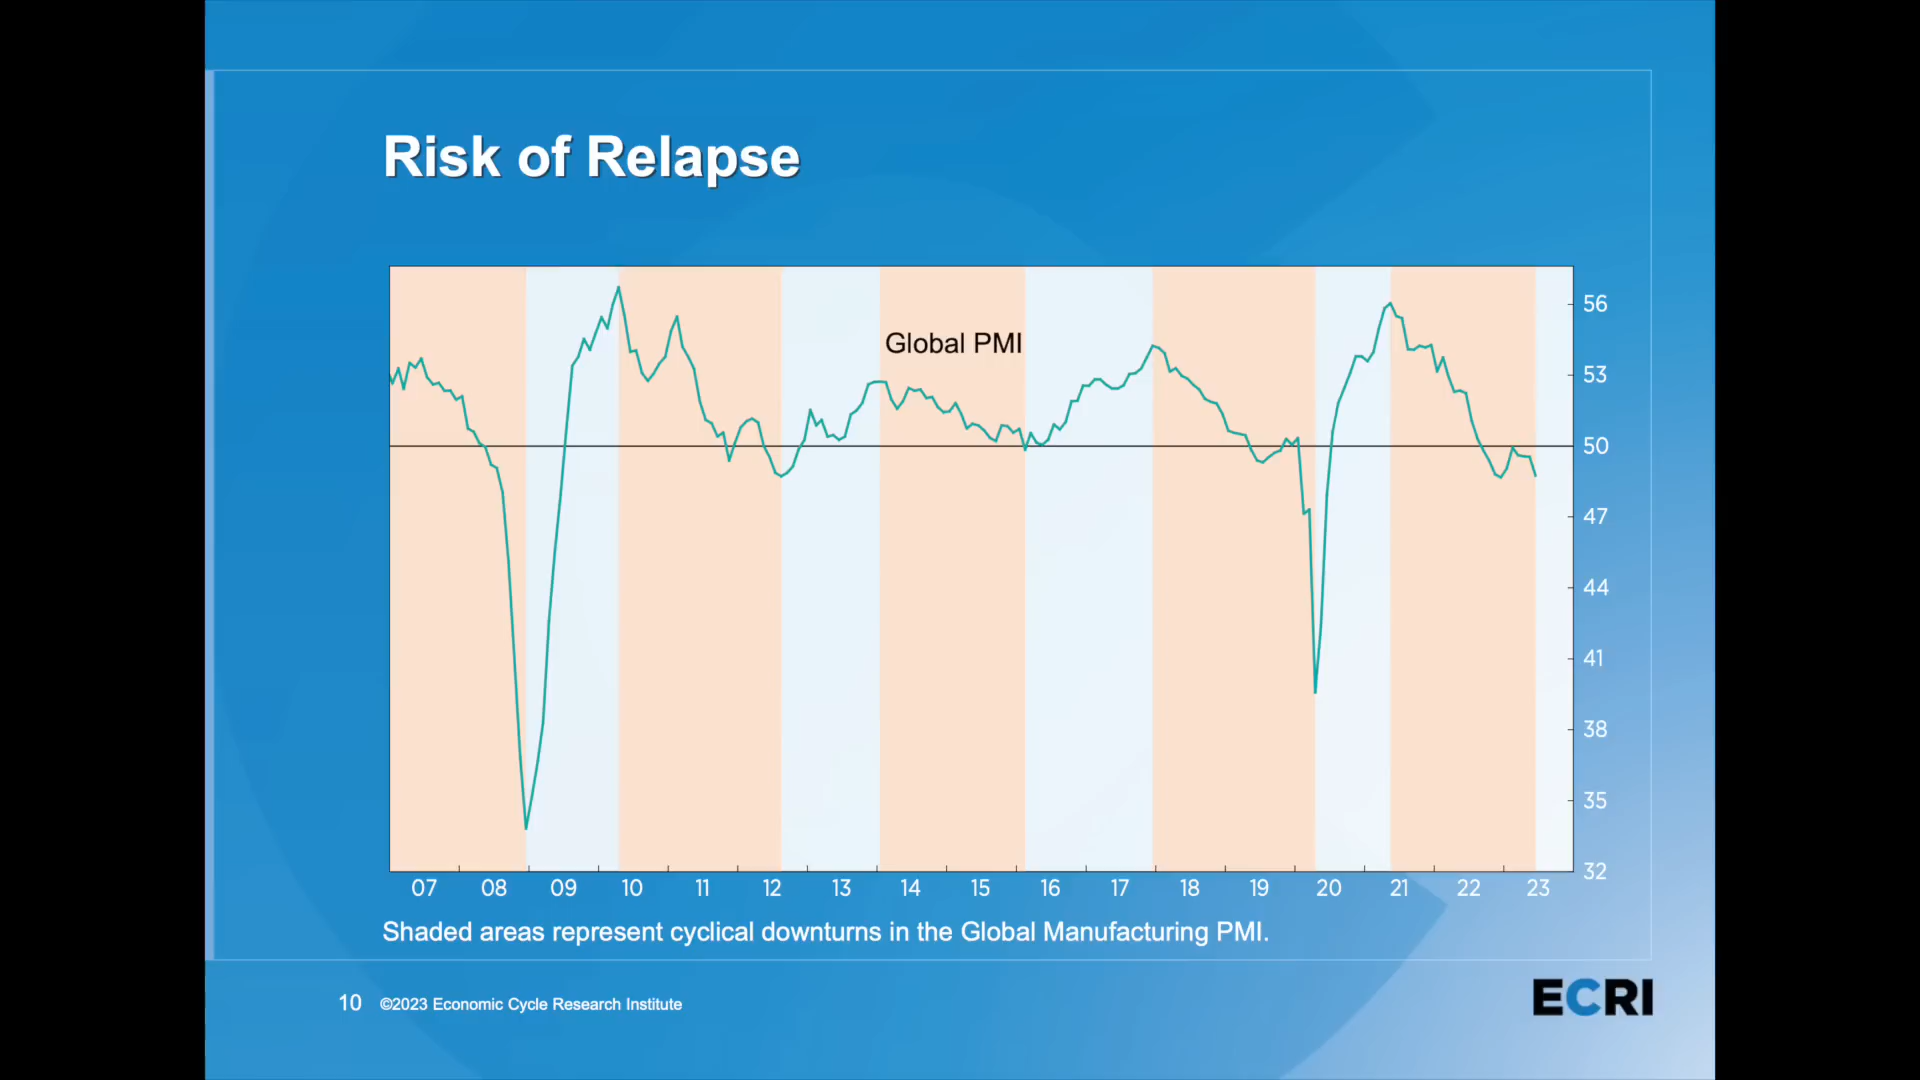 Risk of Relapse
Global PMI
56
53
50
47
44
41
38
35
32
07 08 09 10 11 12 13 14 15 16 17 18 19 20 21 22 23
Shaded areas represent cyclical downturns in the Global Manufacturing PMI.
10 ©2023 Economic Cycle Research Institute
ECRI